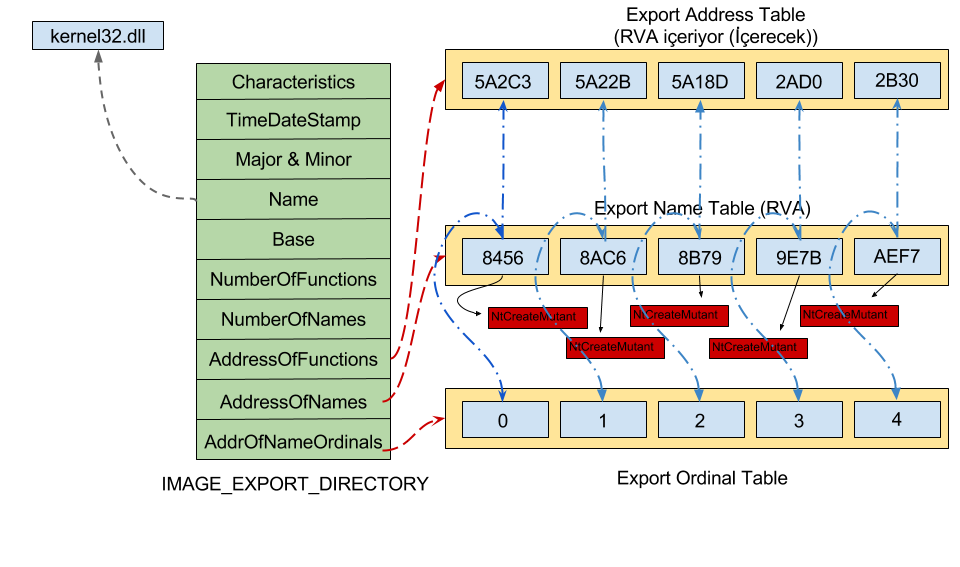 kernel32.dll
Characteristics
TimeDateStamp
Major & Minor
Name
Base
NumberOfFunctions
NumberOfNames
AddressOfFunctions
AddressOfNames
AddrOfNameOrdinals
IMAGE_EXPORT_DIRECTORY
Export Address Table
(RVA içeriyor (İçerecek))
5A2C3 5A22B 5A18D 2AD0 2B30
Export Name Table (RVA)
8456 8AC6 8B79 9E7B AEF7
NtCreateMutant
NtCreateMutant
NtCreateMutant
NtCreateMutant
NtCreateMutant
0 1 2 3 4
Export Ordinal Table